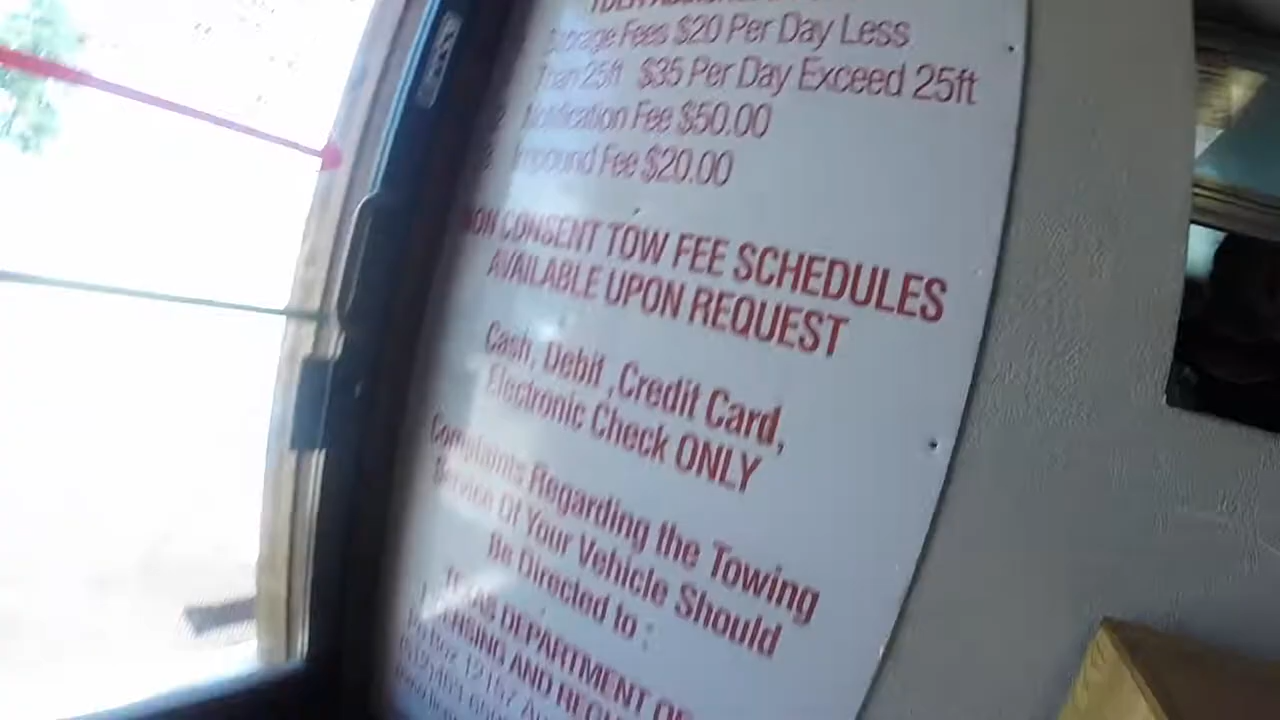 Storage Fees $20 Per Day Less
Than 25ft $35 Per Day Exceed 25ft
Notification Fee $50.00
Impound Fee $20.00
NON CONSENT TOW FEE SCHEDULES
AVAILABLE UPON REQUEST
Cash, Debit ,Credit Card,
Electronic Check ONLY
Complaints Regarding the Towing
Service Of Your Vehicle Should
Be Directed to :
TEXAS DEPARTMENT OF
LICENSING AND